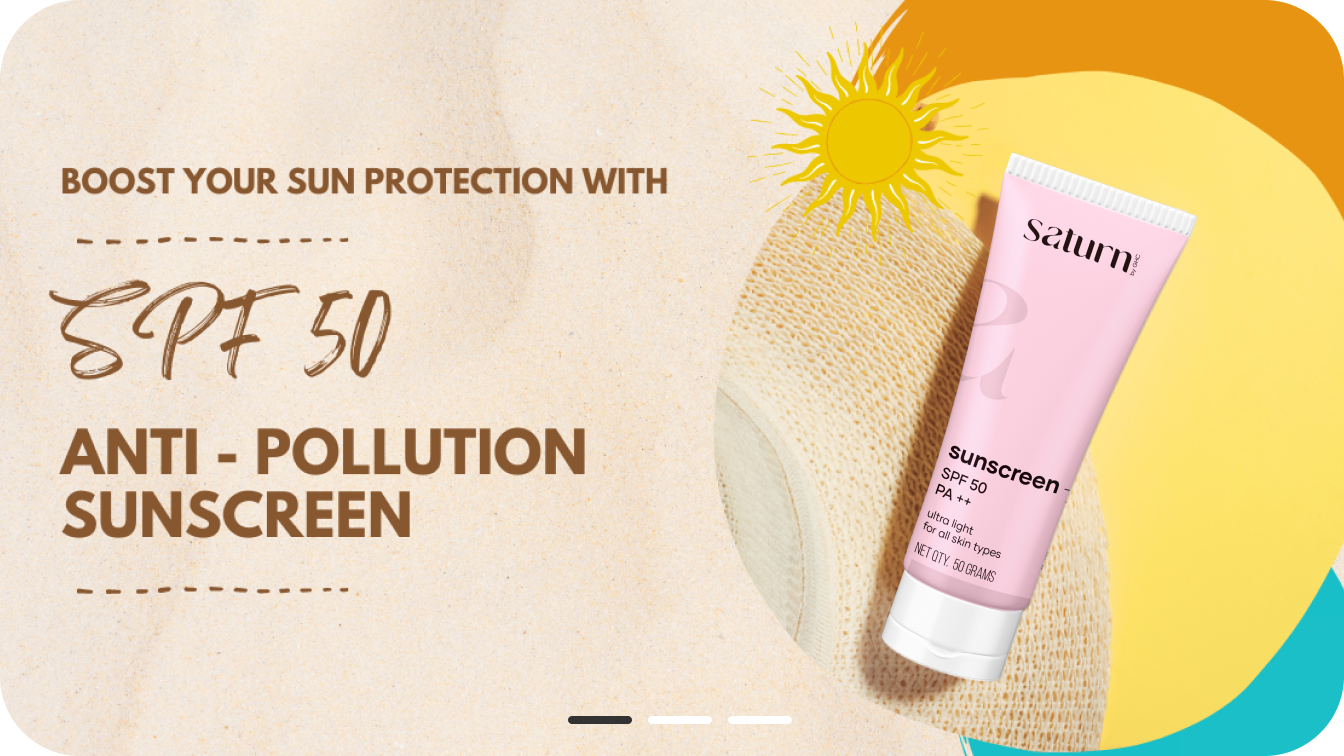 BOOST YOUR SUN PROTECTION WITH
SPF 50
ANTI - POLLUTION
SUNSCREEN
saturn
by GHC
sunscreen
SPF 50
PA ++
ultra light
for all skin types
NET QTY. 50 GRAMS